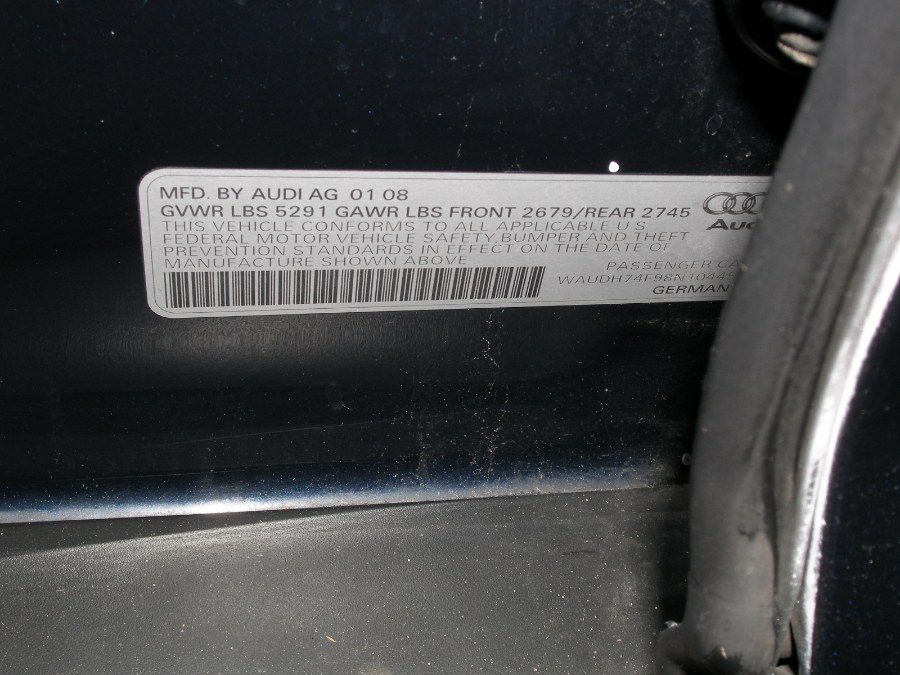 MFD. BY AUDI AG 01 08
GVWR LBS 5291 GAWR LBS FRONT 2679/REAR 2745
THIS VEHICLE CONFORMS TO ALL APPLICABLE U S
FEDERAL MOTOR VEHICLE SAFETY, BUMPER AND THEFT
PREVENTION STANDARDS IN EFFECT ON THE DATE OF
MANUFACTURE SHOWN ABOVE
Aud
PASSENGER CA
GERMAN